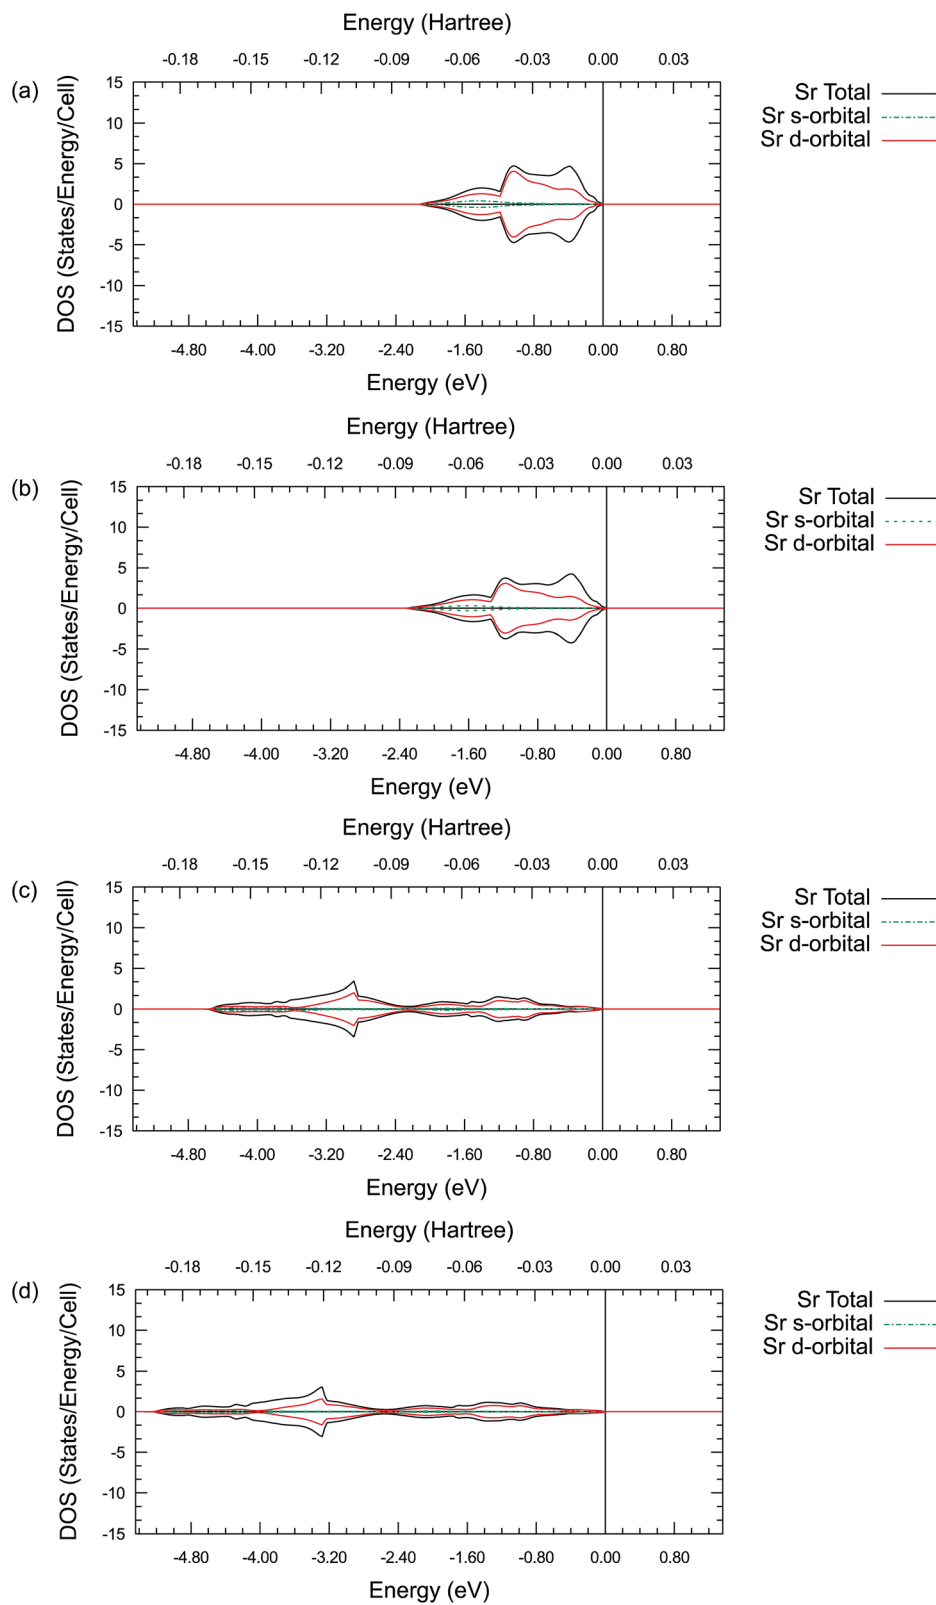 Energy (Hartree)
-0.18 -0.15 -0.12 -0.09 -0.06 -0.03 0.00 0.03
(a)
15
10
5
0
-5
-10
-15
DOS (States/Energy/Cell)
Sr Total
Sr s-orbital
Sr d-orbital
-4.80 -4.00 -3.20 -2.40 -1.60 -0.80 0.00 0.80
Energy (eV)
Energy (Hartree)
-0.18 -0.15 -0.12 -0.09 -0.06 -0.03 0.00 0.03
(b)
15
10
5
0
-5
-10
-15
DOS (States/Energy/Cell)
Sr Total
Sr s-orbital
Sr d-orbital
-4.80 -4.00 -3.20 -2.40 -1.60 -0.80 0.00 0.80
Energy (eV)
Energy (Hartree)
-0.18 -0.15 -0.12 -0.09 -0.06 -0.03 0.00 0.03
(c)
15
10
5
0
-5
-10
-15
DOS (States/Energy/Cell)
Sr Total
Sr s-orbital
Sr d-orbital
-4.80 -4.00 -3.20 -2.40 -1.60 -0.80 0.00 0.80
Energy (eV)
Energy (Hartree)
-0.18 -0.15 -0.12 -0.09 -0.06 -0.03 0.00 0.03
(d)
15
10
5
0
-5
-10
-15
DOS (States/Energy/Cell)
Sr Total
Sr s-orbital
Sr d-orbital
-4.80 -4.00 -3.20 -2.40 -1.60 -0.80 0.00 0.80
Energy (eV)